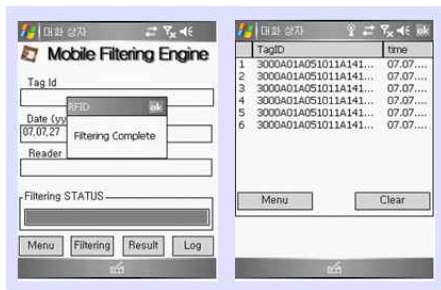 대화 상자
Mobile Filtering Engine
Tag Id
RFID ok
Date (yy
07,07,27
Filtering Complete
Reader
Filtering STATUS
Menu Filtering Result Log
대화 상자 ok
TagID time
1 3000A01A051011A141... 07.07....
2 3000A01A051011A141... 07.07....
3 3000A01A051011A141... 07.07....
4 3000A01A051011A141... 07.07....
5 3000A01A051011A141... 07.07....
6 3000A01A051011A141... 07.07....
Menu Clear